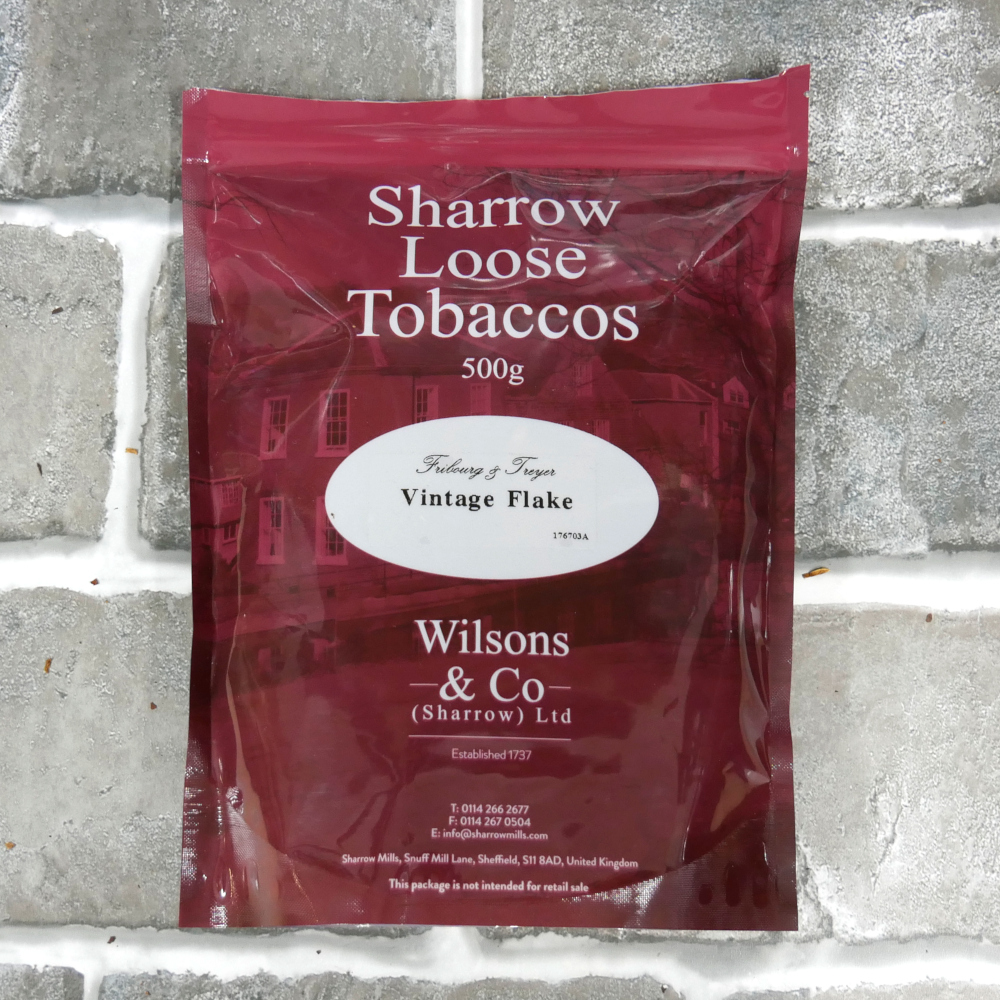 Sharrow
Loose
Tobaccos
500g
Fribourg & Treyer
Vintage Flake
176703A
Wilsons
& Co
(Sharrow) Ltd
Established 1737
T: 0114 266 2677
F: 0114 267 0504
E: info@sharrowmills.com
Sharrow Mills, Snuff Mill Lane, Sheffield, S11 8AD, United Kingdom
This package is not intended for retail sale